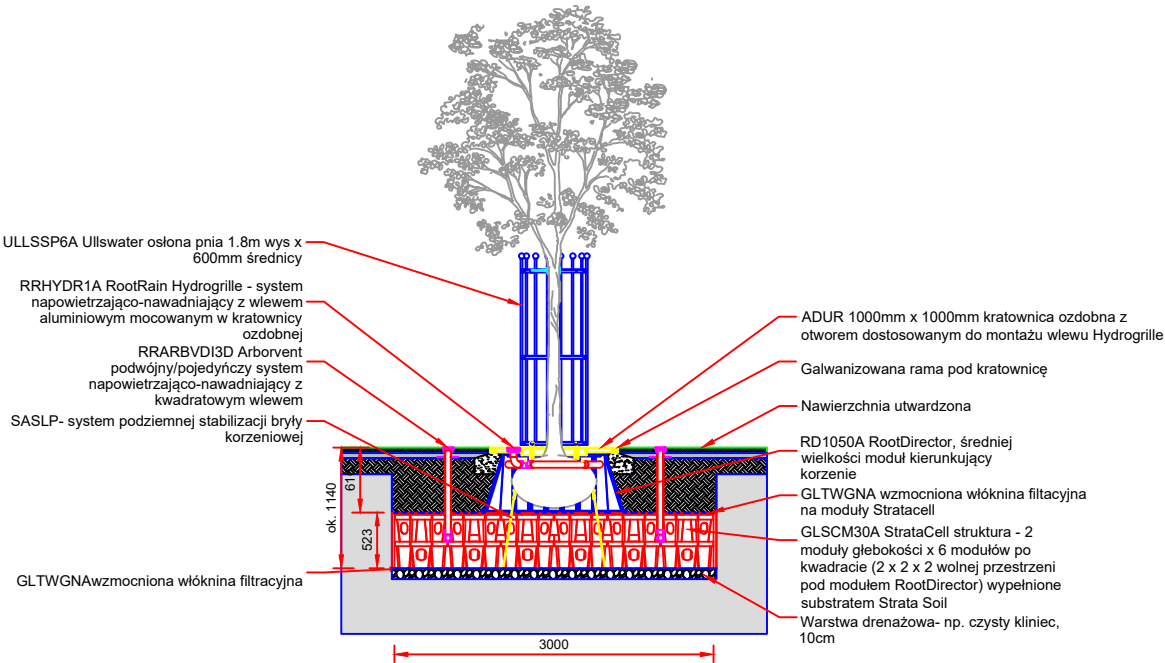 ULLSSP6A Ullswater osłona pnia 1.8m wys x
600mm średnicy
RRHYDR1A RootRain Hydrogrille - system
napowietrzająco-nawadniający z wlewem
aluminiowym mocowanym w kratownicy
ozdobnej
RRARBVDI3D Arborvent
podwójny/pojedyńczy system
napowietrzająco-nawadniający z
kwadratowym wlewem
SASLP- system podziemnej stabilizacji bryły
korzeniowej
GLTWGNAwzmocniona włóknina filtracyjna
ok. 1140
523
3000
ADUR 1000mm x 1000mm kratownica ozdobna z
otworem dostosowanym do montażu wlewu Hydrogrille
Galwanizowana rama pod kratownicę
Nawierzchnia utwardzona
RD1050A RootDirector, średniej
wielkości moduł kierunkujący
korzenie
GLTWGNA wzmocniona włóknina filtacyjna
na moduły Stratacell
GLSCM30A StrataCell struktura - 2
moduły głebokości x 6 modułów po
kwadracie (2 x 2 x 2 wolnej przestrzeni
pod modułem RootDirector) wypełnione
substratem Strata Soil
Warstwa drenażowa- np. czysty kliniec,
10cm